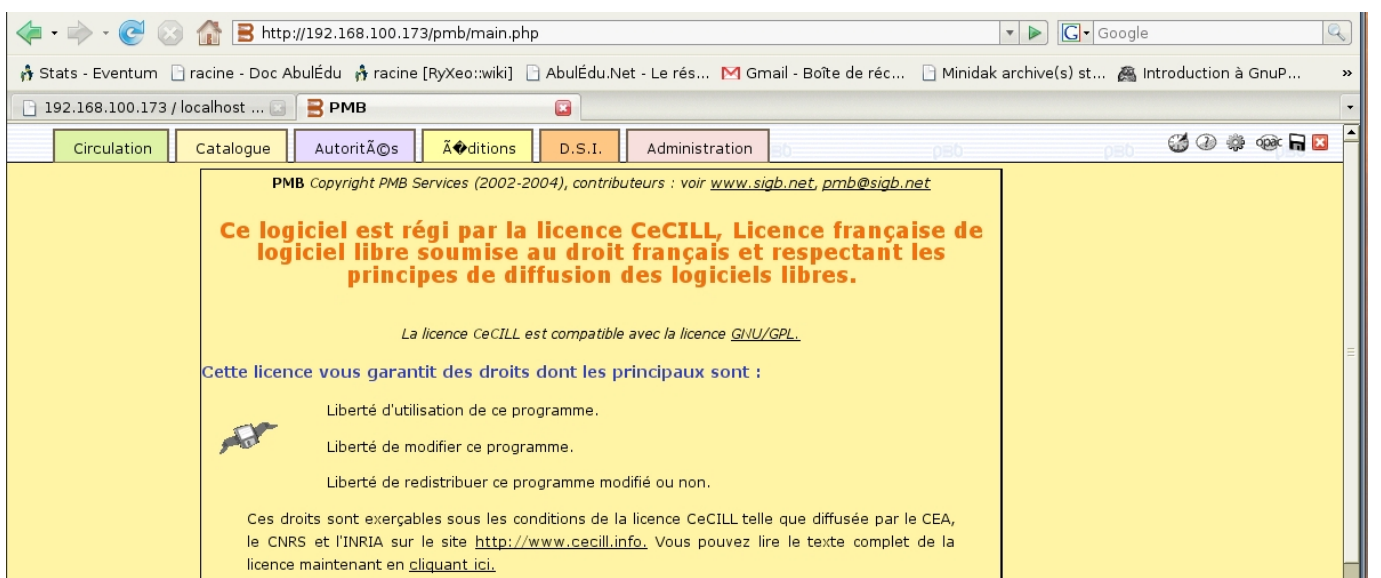 http://192.168.100.173/pmb/main.php G Google
Stats - Eventum racine - Doc AbulÉdu racine [RyXeo::wiki] AbulÉdu.Net - Le rés... Gmail - Boîte de réc... Minidak archive(s) st... Introduction à GnuP... »
192.168.100.173 / localhost ... PMB
Circulation Catalogue AutoritÃ©s Ã�ditions D.S.I. Administration opac
PMB Copyright PMB Services (2002-2004), contributeurs : voir www.sigb.net, pmb@sigb.net
Ce logiciel est régi par la licence CeCILL, Licence française de
logiciel libre soumise au droit français et respectant les
principes de diffusion des logiciels libres.
La licence CeCILL est compatible avec la licence GNU/GPL.
Cette licence vous garantit des droits dont les principaux sont :
Liberté d'utilisation de ce programme.
Liberté de modifier ce programme.
Liberté de redistribuer ce programme modifié ou non.
Ces droits sont exerçables sous les conditions de la licence CeCILL telle que diffusée par le CEA,
le CNRS et l'INRIA sur le site http://www.cecill.info. Vous pouvez lire le texte complet de la
licence maintenant en cliquant ici.